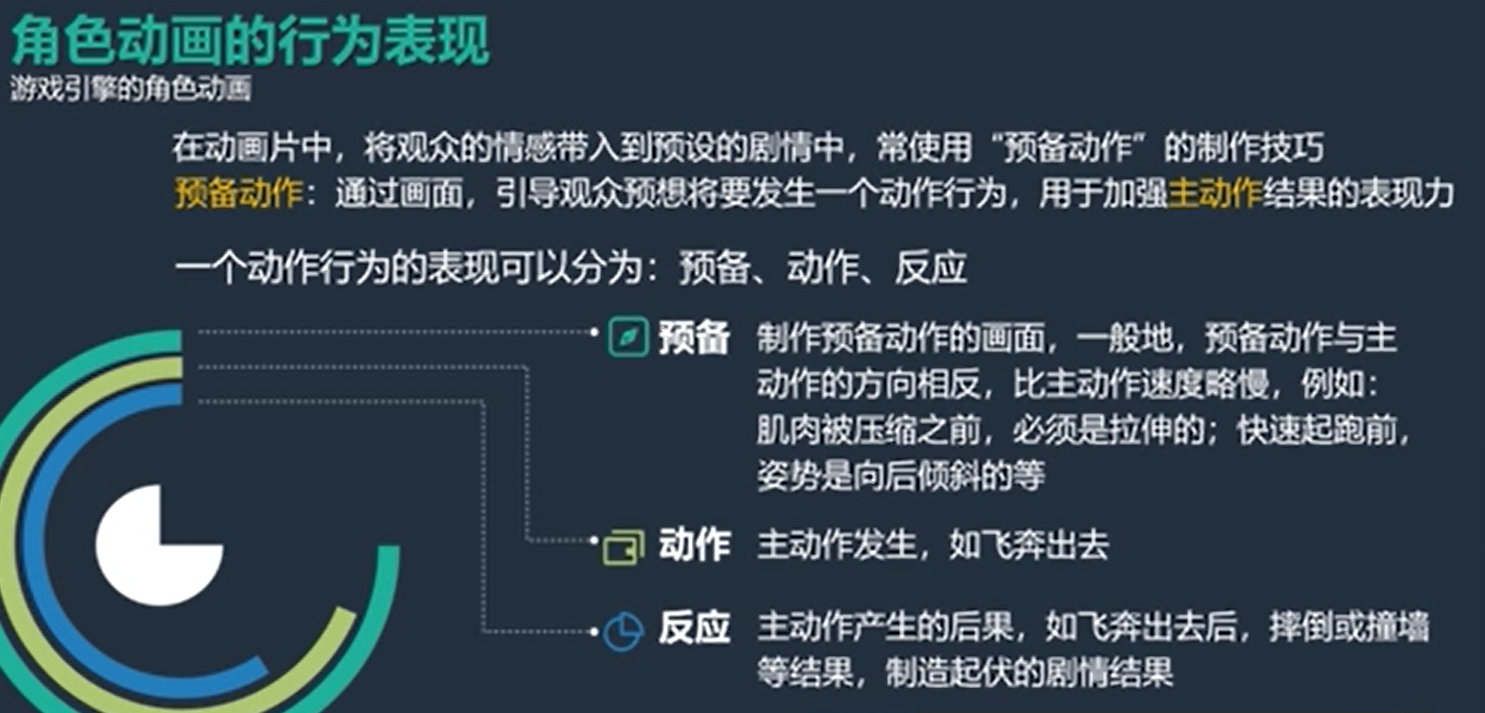 角色动画的行为表现
游戏引擎的角色动画
在动画片中，将观众的情感带入到预设的剧情中，常使用“预备动作”的制作技巧
预备动作：通过画面，引导观众预想将要发生一个动作行为，用于加强主动作结果的表现力
一个动作行为的表现可以分为：预备、动作、反应
预备
制作预备动作的画面，一般地，预备动作与主
动作的方向相反，比主动作速度略慢，例如：
肌肉被压缩之前，必须是拉伸的；快速起跑前，
姿势是向后倾斜的等
动作
主动作发生，如飞奔出去
反应
主动作产生的后果，如飞奔出去后，摔倒或撞墙
等结果，制造起伏的剧情结果